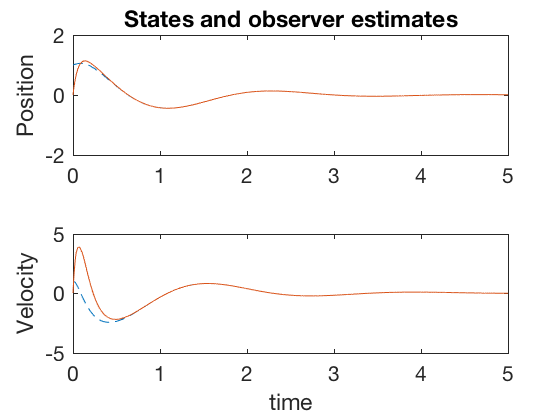 States and observer estimates
Position
2
0
-2
0 1 2 3 4 5
Velocity
5
0
-5
0 1 2 3 4 5
time